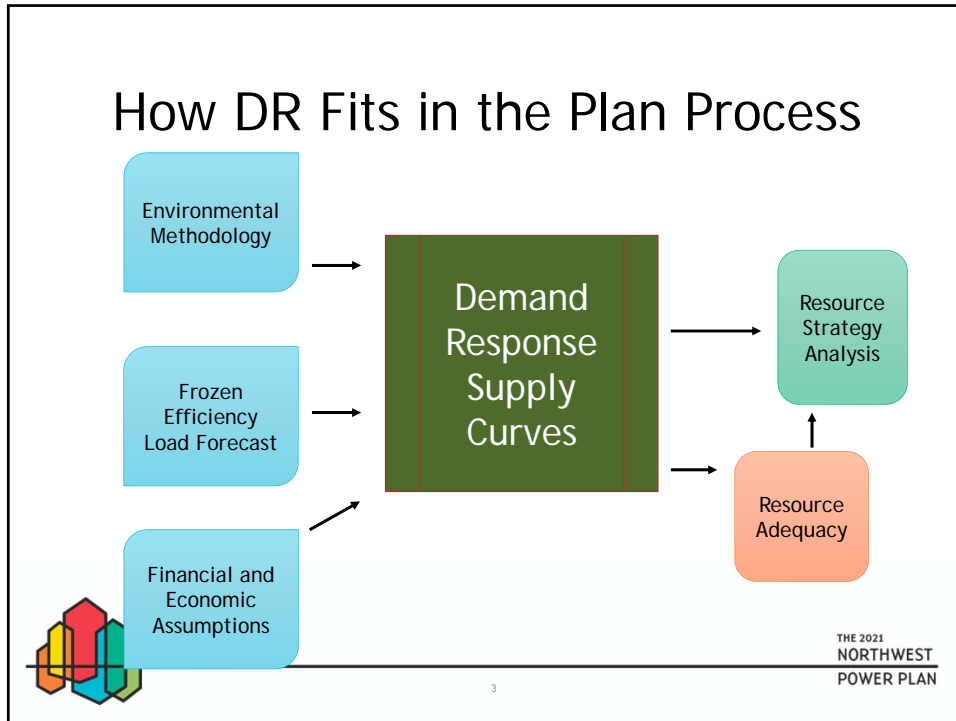 How DR Fits in the Plan Process
Environmental
Methodology
Frozen
Efficiency
Load Forecast
Financial and
Economic
Assumptions
Demand
Response
Supply
Curves
Resource
Strategy
Analysis
Resource
Adequacy
THE 2021
NORTHWEST
POWER PLAN
3